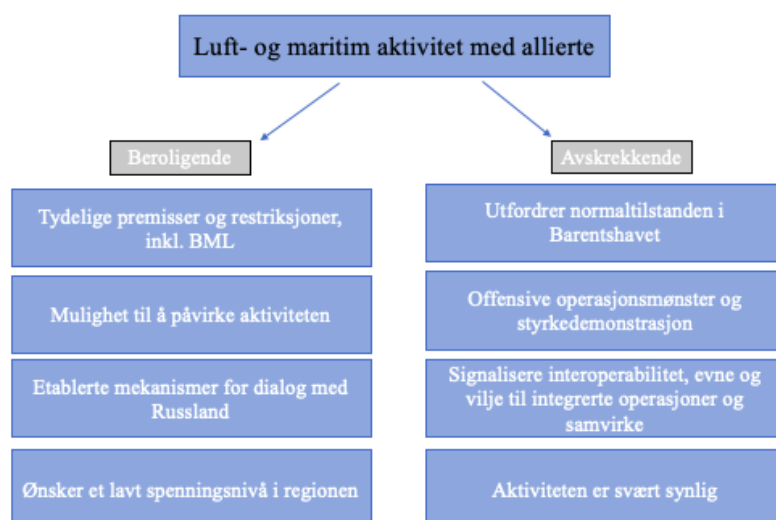 Luft- og maritim aktivitet med allierte
Beroligende
Tydelige premisser og restriksjoner,
inkl. BML
Mulighet til å påvirke aktiviteten
Etablerte mekanismer for dialog med
Russland
Ønsker et lavt spenningsnivå i regionen
Avskrekkende
Utfordrer normaltilstanden i
Barentshavet
Offensive operasjonsmønster og
styrkedemonstrasjon
Signalisere interoperabilitet, evne og
vilje til integrerte operasjoner og
samvirke
Aktiviteten er svært synlig